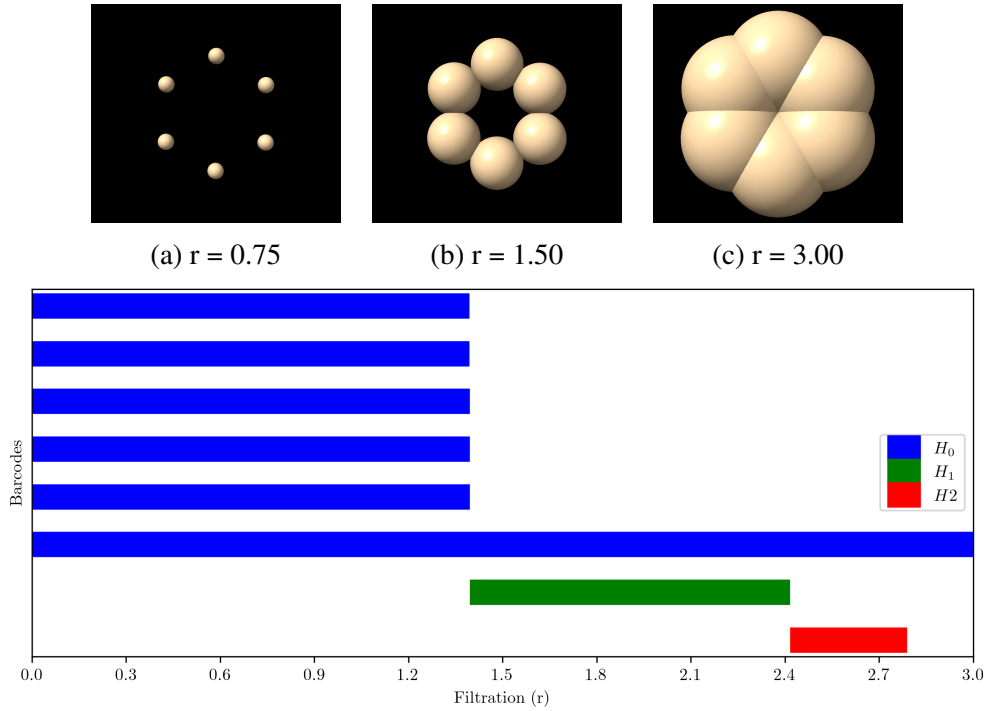 (a) r = 0.75
(b) r = 1.50
(c) r = 3.00
Barcodes
H₀
H₁
H2
0.0 0.3 0.6 0.9 1.2 1.5 1.8 2.1 2.4 2.7 3.0
Filtration (r)